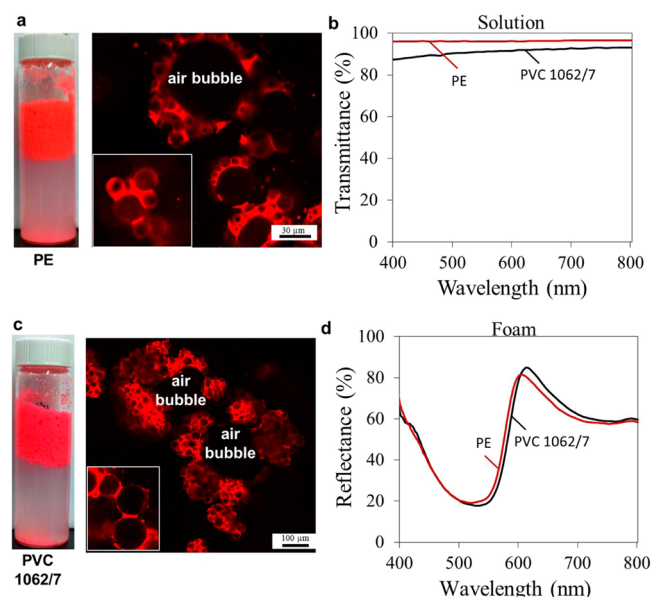 a
air bubble
30 µm
PE
b
Solution
Transmittance (%)
100
80
60
40
20
0
PE
PVC 1062/7
400
500
600
700
800
Wavelength (nm)
c
air
bubble
air
bubble
100 µm
PVC
1062/7
d
Foam
Reflectance (%)
100
80
60
40
20
0
PE
PVC 1062/7
400
500
600
700
800
Wavelength (nm)